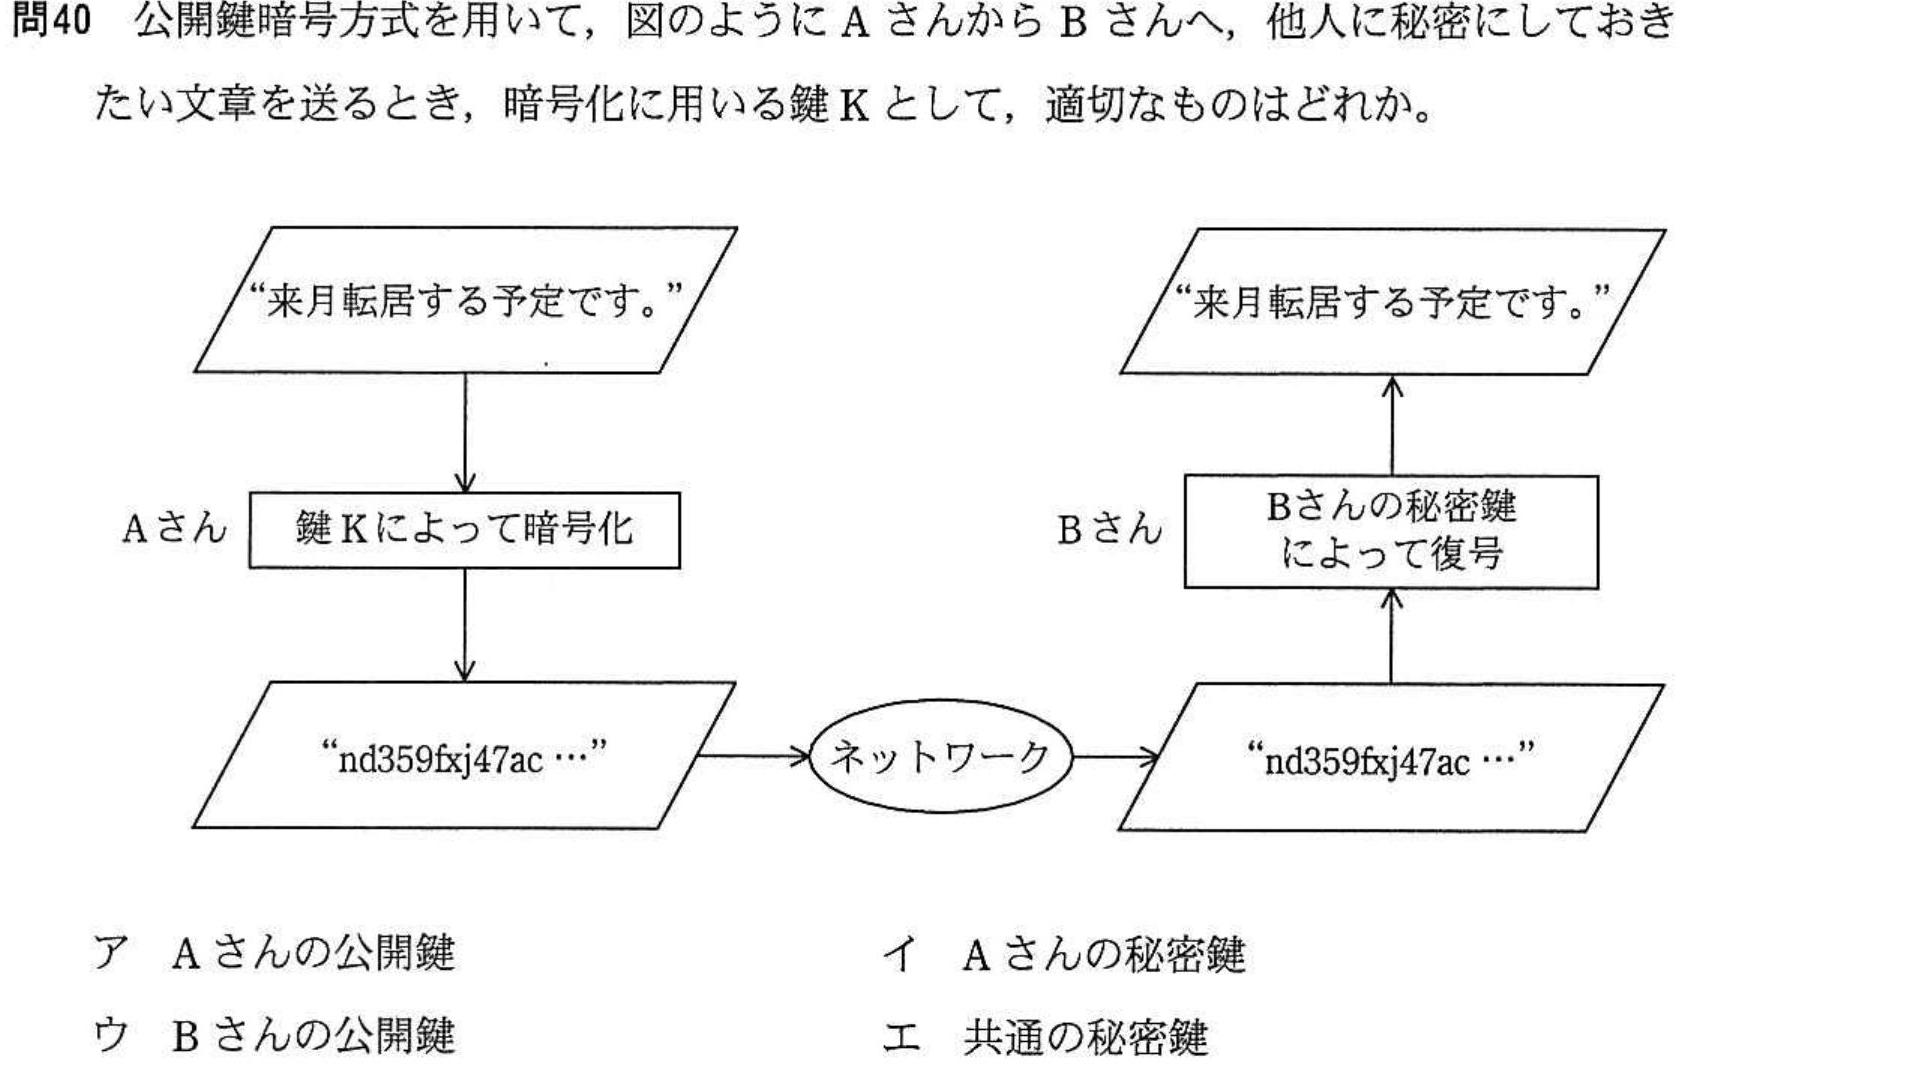 問40 公開鍵暗号方式を用いて，図のように A さんから B さんへ，他人に秘密にしておき
たい文章を送るとき，暗号化に用いる鍵 K として，適切なものはどれか。
“来月転居する予定です。”
“来月転居する予定です。”
Aさん
鍵Kによって暗号化
Bさん
Bさんの秘密鍵
によって復号
“nd359fxj47ac …”
ネットワーク
“nd359fxj47ac …”
ア A さんの公開鍵
イ A さんの秘密鍵
ウ B さんの公開鍵
エ 共通の秘密鍵